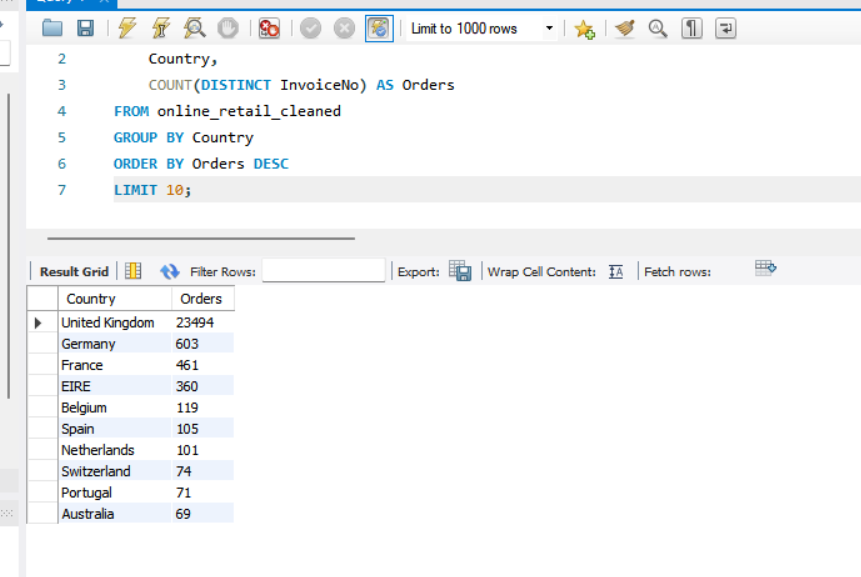 Limit to 1000 rows
2 Country,
3 COUNT(DISTINCT InvoiceNo) AS Orders
4 FROM online_retail_cleaned
5 GROUP BY Country
6 ORDER BY Orders DESC
7 LIMIT 10;
Result Grid Filter Rows: Export: Wrap Cell Content: IA Fetch rows:
Country Orders
United Kingdom 23494
Germany 603
France 461
EIRE 360
Belgium 119
Spain 105
Netherlands 101
Switzerland 74
Portugal 71
Australia 69